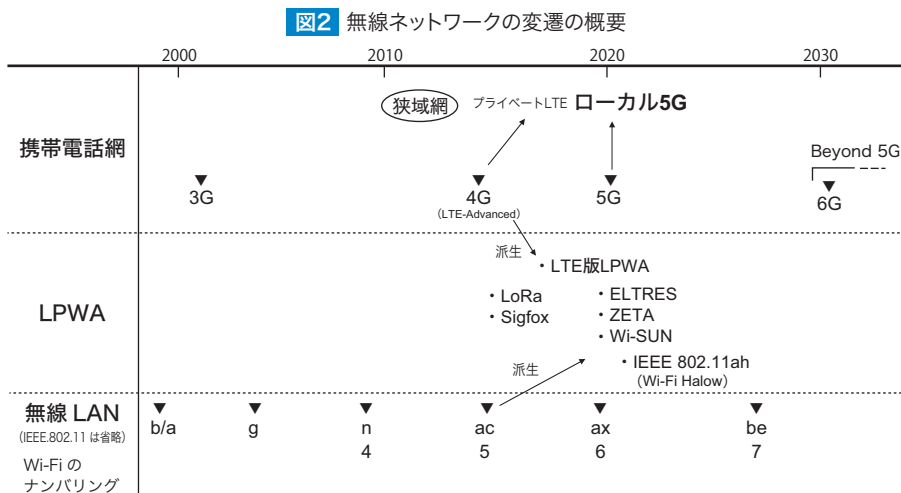 図2 無線ネットワークの変遷の概要
2000 2010 2020 2030
狭域網 プライベートLTE ローカル5G
携帯電話網
Beyond 5G
3G 4G 5G 6G
(LTE-Advanced)
派生
・LTE版LPWA
・LoRa ・ELTRES
LPWA
・Sigfox ・ZETA
・Wi-SUN
派生 ・IEEE 802.11ah
(Wi-Fi Halow)
無線 LAN
(IEEE.802.11 は省略)
b/a g n ac ax be
4 5 6 7
Wi-Fi の
ナンバリング